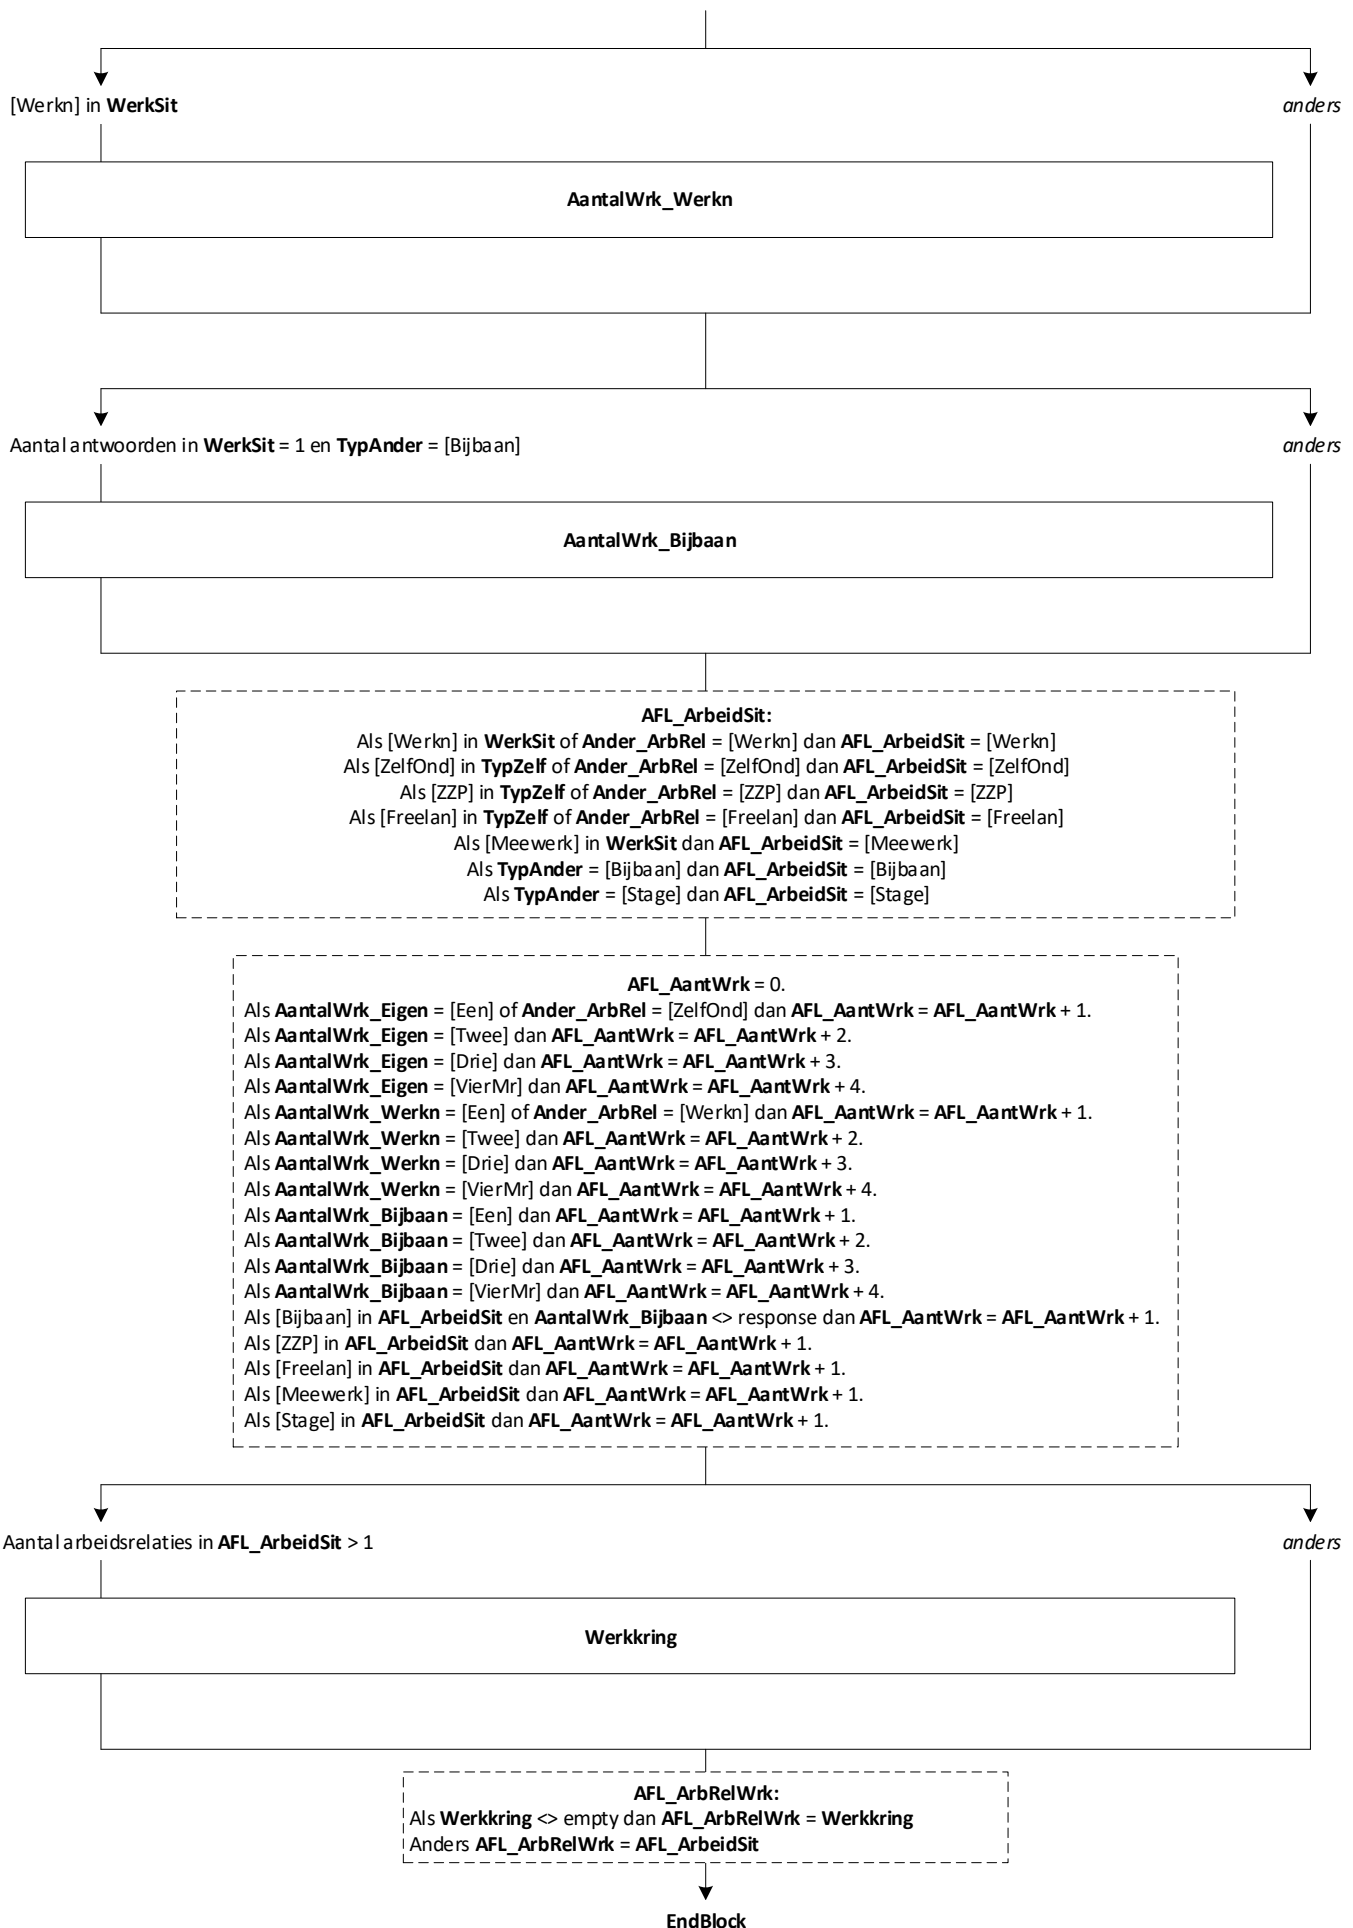 [Werkn] in WerkSit
anders
AantalWrk_Werkn
Aantal antwoorden in WerkSit = 1 en TypAnder = [Bijbaan]
anders
AantalWrk_Bijbaan
AFL_ArbeidSit:
Als [Werkn] in WerkSit of Ander_ArbRel = [Werkn] dan AFL_ArbeidSit = [Werkn]
Als [ZelfOnd] in TypZelf of Ander_ArbRel = [ZelfOnd] dan AFL_ArbeidSit = [ZelfOnd]
Als [ZZP] in TypZelf of Ander_ArbRel = [ZZP] dan AFL_ArbeidSit = [ZZP]
Als [Freelan] in TypZelf of Ander_ArbRel = [Freelan] dan AFL_ArbeidSit = [Freelan]
Als [Meewerk] in WerkSit dan AFL_ArbeidSit = [Meewerk]
Als TypAnder = [Bijbaan] dan AFL_ArbeidSit = [Bijbaan]
Als TypAnder = [Stage] dan AFL_ArbeidSit = [Stage]
AFL_AantWrk = 0.
Als AantalWrk_Eigen = [Een] of Ander_ArbRel = [ZelfOnd] dan AFL_AantWrk = AFL_AantWrk + 1.
Als AantalWrk_Eigen = [Twee] dan AFL_AantWrk = AFL_AantWrk + 2.
Als AantalWrk_Eigen = [Drie] dan AFL_AantWrk = AFL_AantWrk + 3.
Als AantalWrk_Eigen = [VierMr] dan AFL_AantWrk = AFL_AantWrk + 4.
Als AantalWrk_Werkn = [Een] of Ander_ArbRel = [Werkn] dan AFL_AantWrk = AFL_AantWrk + 1.
Als AantalWrk_Werkn = [Twee] dan AFL_AantWrk = AFL_AantWrk + 2.
Als AantalWrk_Werkn = [Drie] dan AFL_AantWrk = AFL_AantWrk + 3.
Als AantalWrk_Werkn = [VierMr] dan AFL_AantWrk = AFL_AantWrk + 4.
Als AantalWrk_Bijbaan = [Een] dan AFL_AantWrk = AFL_AantWrk + 1.
Als AantalWrk_Bijbaan = [Twee] dan AFL_AantWrk = AFL_AantWrk + 2.
Als AantalWrk_Bijbaan = [Drie] dan AFL_AantWrk = AFL_AantWrk + 3.
Als AantalWrk_Bijbaan = [VierMr] dan AFL_AantWrk = AFL_AantWrk + 4.
Als [Bijbaan] in AFL_ArbeidSit en AantalWrk_Bijbaan <> response dan AFL_AantWrk = AFL_AantWrk + 1.
Als [ZZP] in AFL_ArbeidSit dan AFL_AantWrk = AFL_AantWrk + 1.
Als [Freelan] in AFL_ArbeidSit dan AFL_AantWrk = AFL_AantWrk + 1.
Als [Meewerk] in AFL_ArbeidSit dan AFL_AantWrk = AFL_AantWrk + 1.
Als [Stage] in AFL_ArbeidSit dan AFL_AantWrk = AFL_AantWrk + 1.
Aantal arbeidsrelaties in AFL_ArbeidSit > 1
anders
Werkkring
AFL_ArbRelWrk:
Als Werkkring <> empty dan AFL_ArbRelWrk = Werkkring
Anders AFL_ArbRelWrk = AFL_ArbeidSit
EndBlock